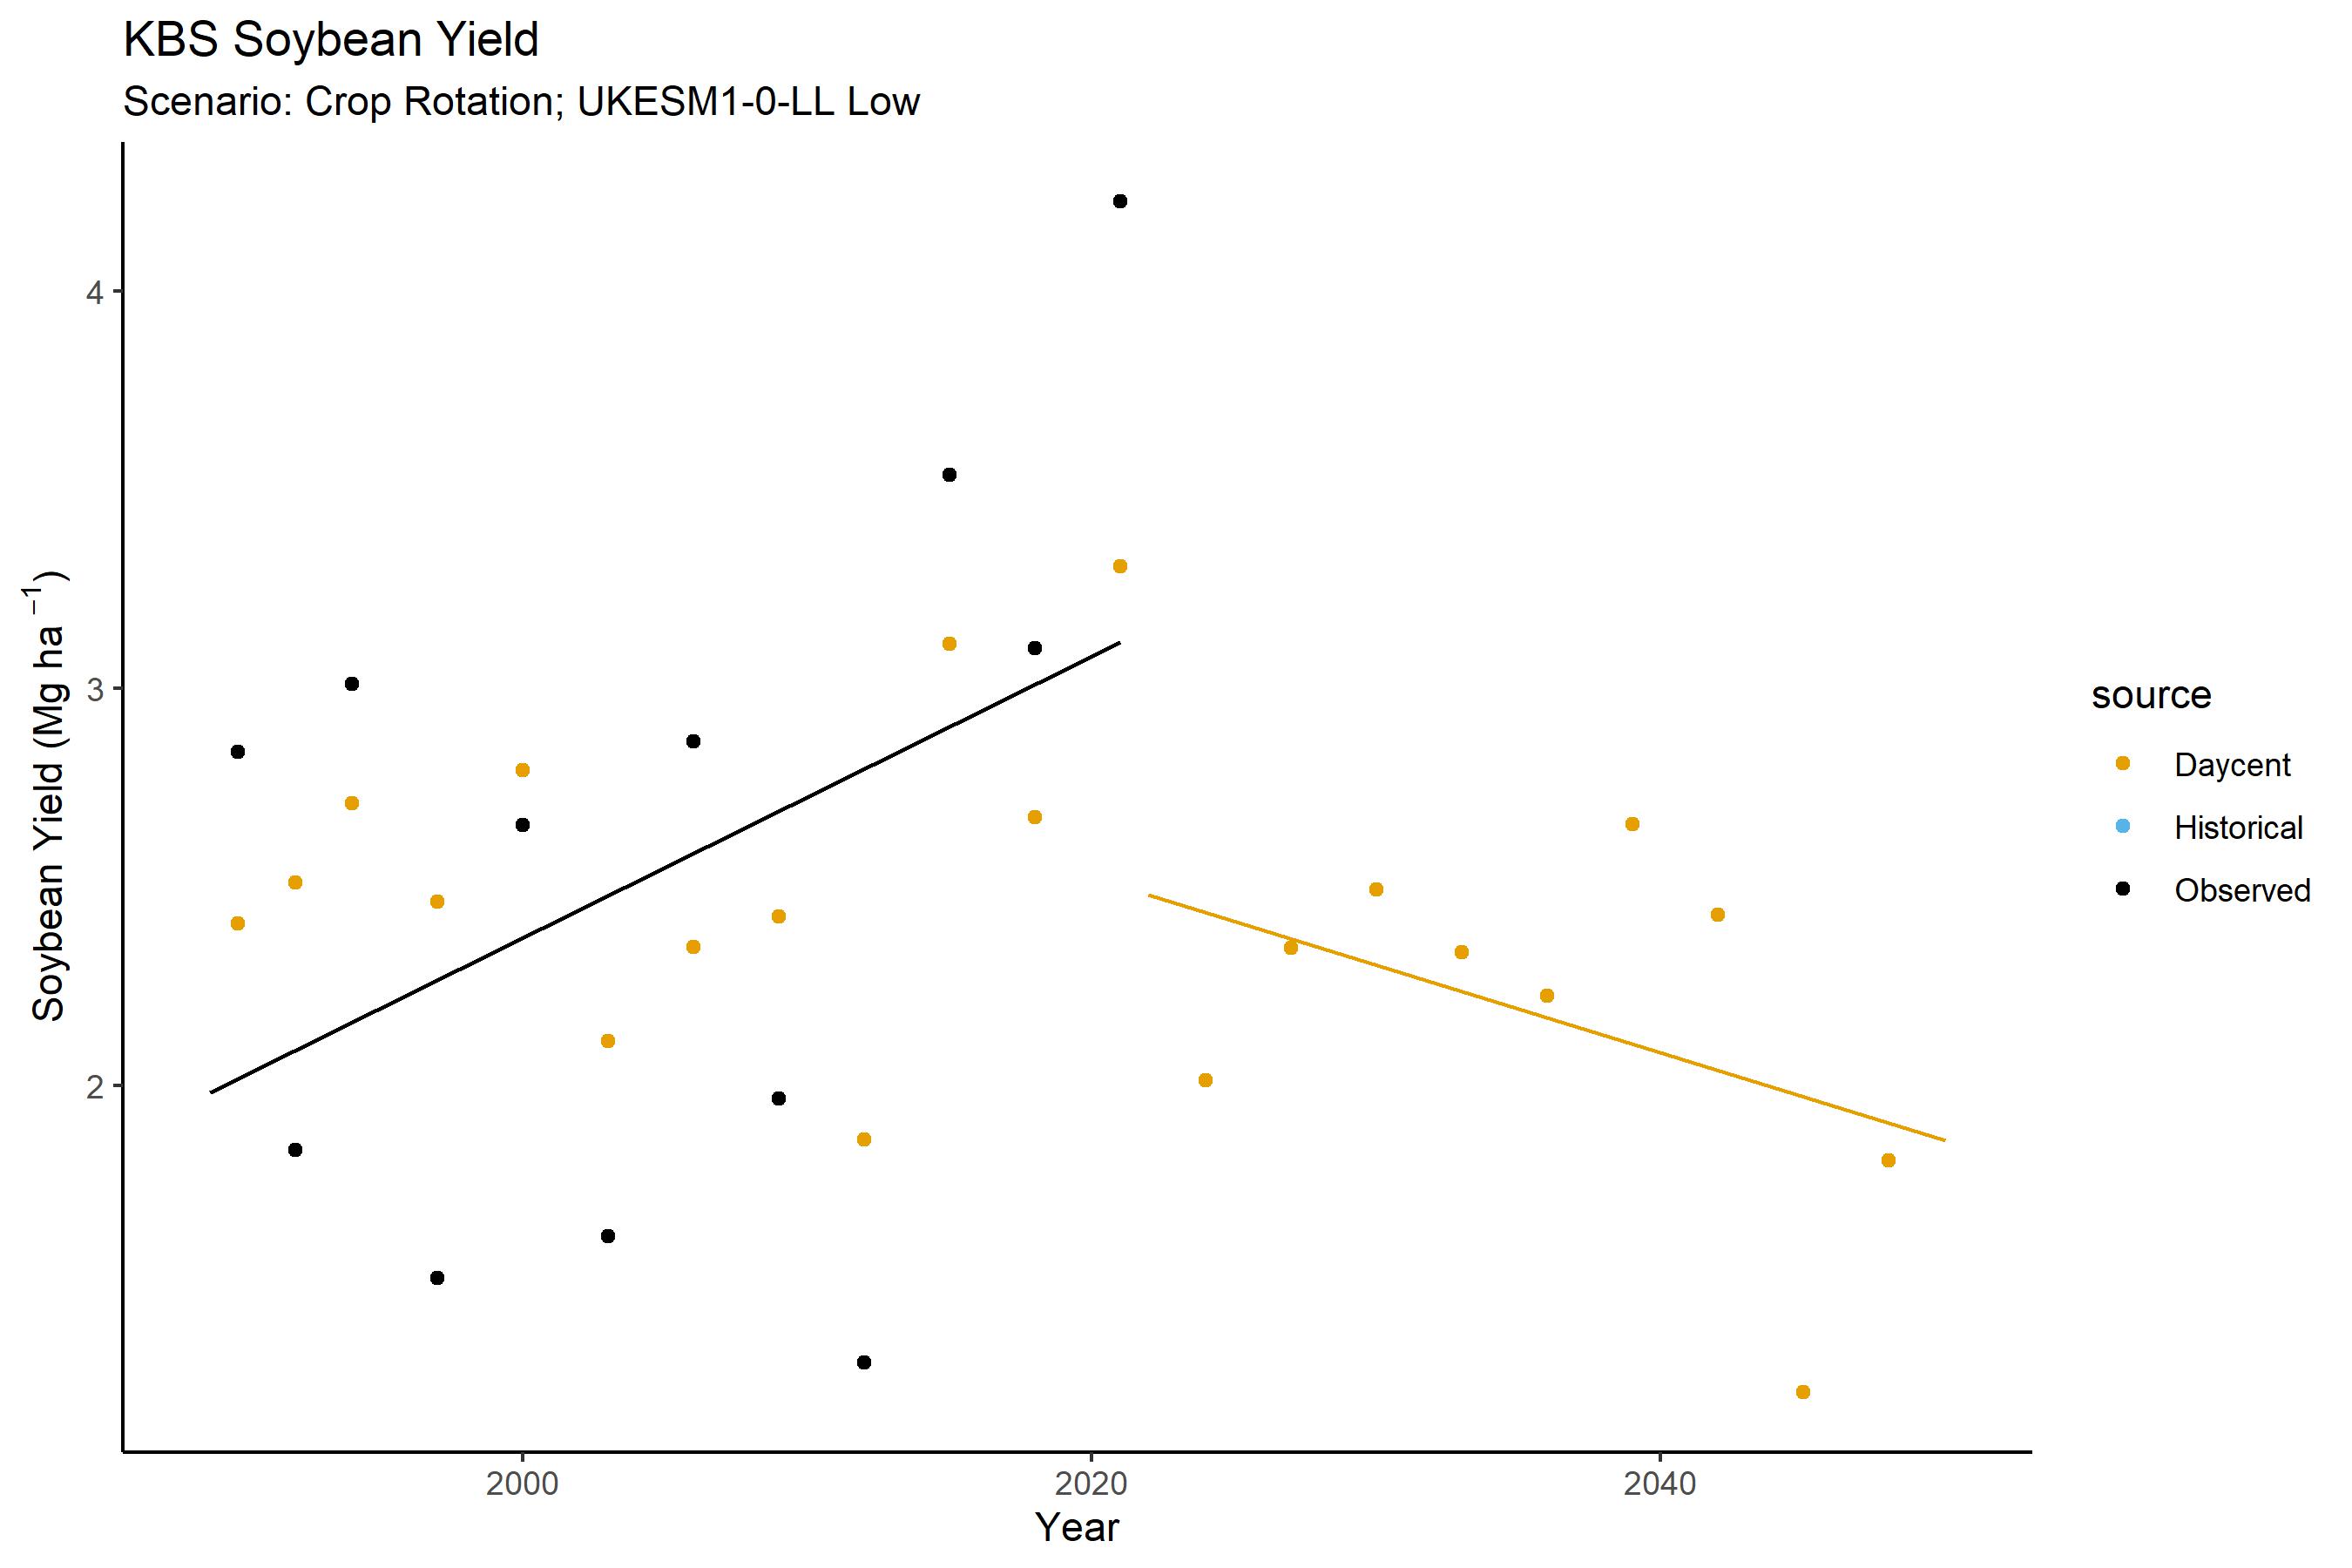 KBS Soybean Yield
Scenario: Crop Rotation; UKESM1-0-LL Low
Soybean Yield (Mg ha⁻¹)
4
3
2
2000
2020
2040
Year
source
Daycent
Historical
Observed